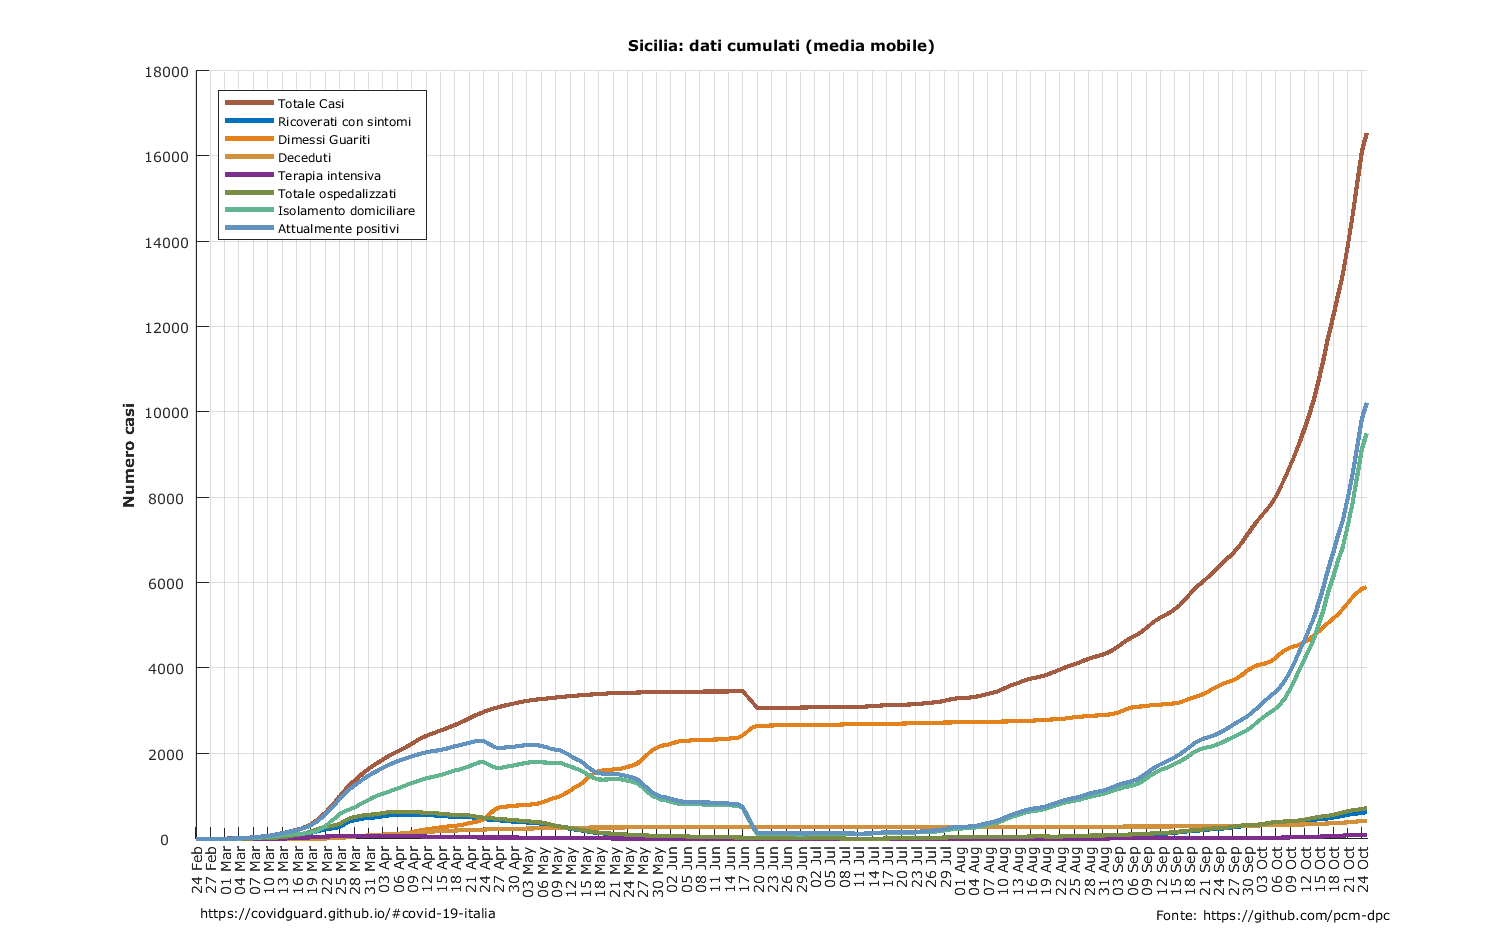 Sicilia: dati cumulati (media mobile)
18000
16000
14000
12000
10000
8000
6000
4000
2000
0
Numero casi
Totale Casi
Ricoverati con sintomi
Dimessi Guariti
Deceduti
Terapia intensiva
Totale ospedalizzati
Isolamento domiciliare
Attualmente positivi
24 Feb
27 Feb
01 Mar
04 Mar
07 Mar
10 Mar
13 Mar
16 Mar
19 Mar
22 Mar
25 Mar
28 Mar
31 Mar
03 Apr
06 Apr
09 Apr
12 Apr
15 Apr
18 Apr
21 Apr
24 Apr
27 Apr
30 Apr
03 May
06 May
09 May
12 May
15 May
18 May
21 May
24 May
27 May
30 May
02 Jun
05 Jun
08 Jun
11 Jun
14 Jun
17 Jun
20 Jun
23 Jun
26 Jun
29 Jun
02 Jul
05 Jul
08 Jul
11 Jul
14 Jul
17 Jul
20 Jul
23 Jul
26 Jul
29 Jul
01 Aug
04 Aug
07 Aug
10 Aug
13 Aug
16 Aug
19 Aug
22 Aug
25 Aug
28 Aug
31 Aug
03 Sep
06 Sep
09 Sep
12 Sep
15 Sep
18 Sep
21 Sep
24 Sep
27 Sep
30 Sep
03 Oct
06 Oct
09 Oct
12 Oct
15 Oct
18 Oct
21 Oct
24 Oct
https://covidguard.github.io/#covid-19-italia
Fonte: https://github.com/pcm-dpc